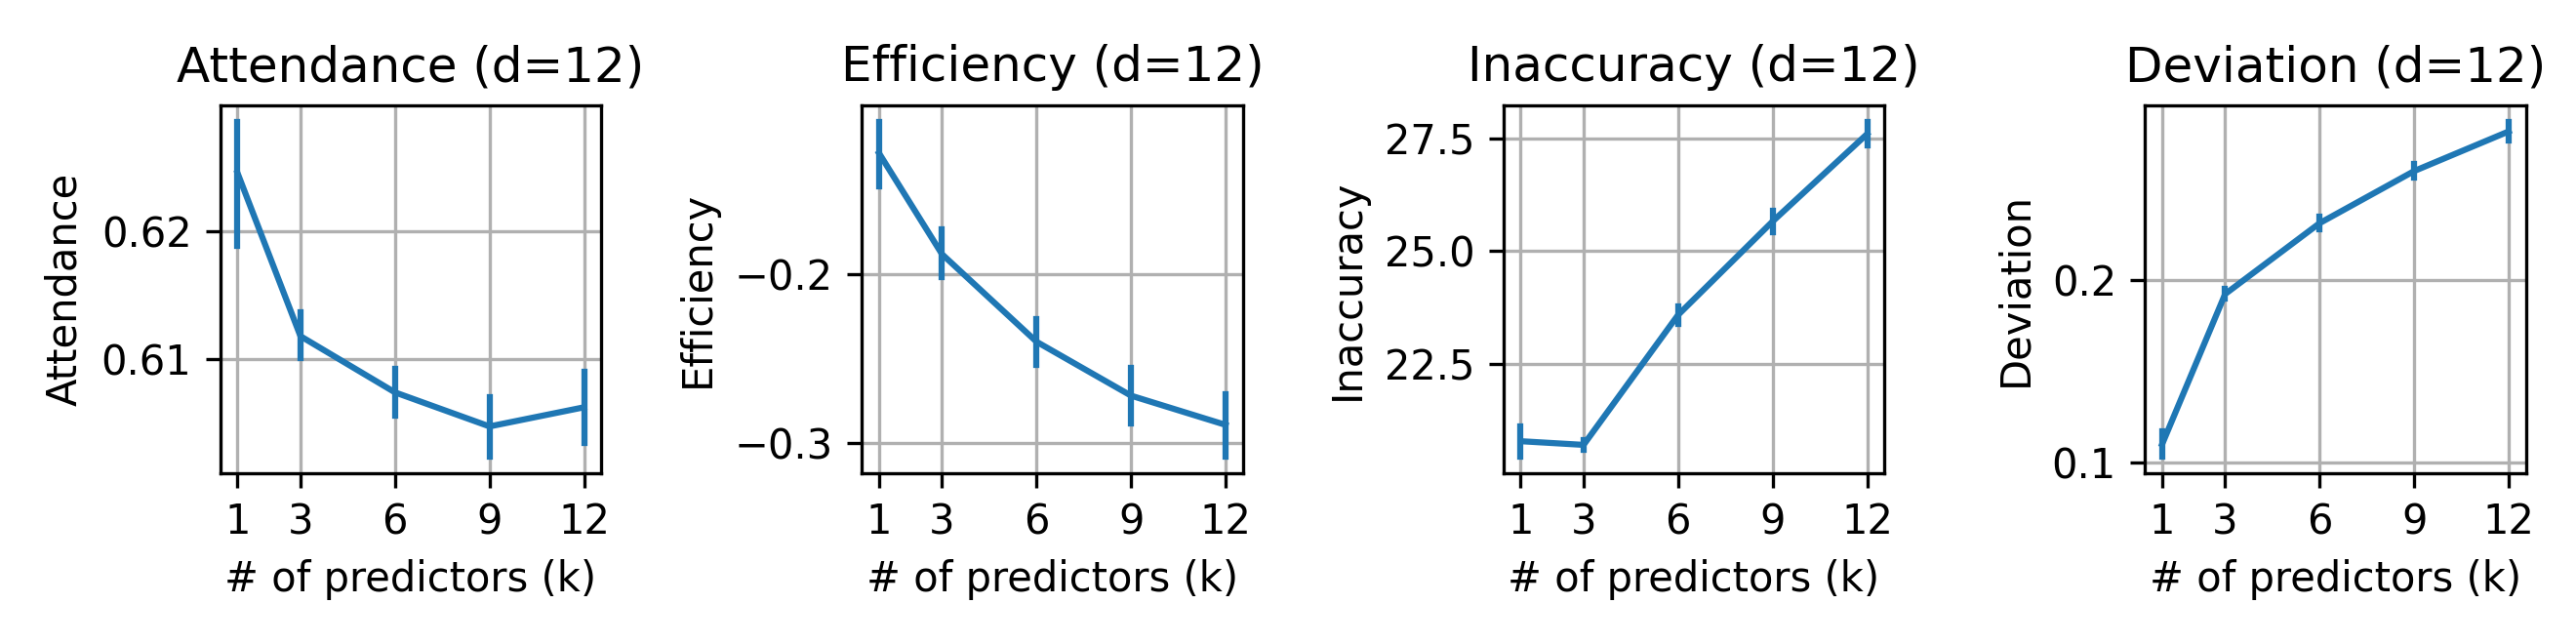 Attendance (d=12)
Attendance
0.62
0.61
1 3 6 9 12
# of predictors (k)
Efficiency (d=12)
Efficiency
−0.2
−0.3
1 3 6 9 12
# of predictors (k)
Inaccuracy (d=12)
Inaccuracy
27.5
25.0
22.5
1 3 6 9 12
# of predictors (k)
Deviation (d=12)
Deviation
0.2
0.1
1 3 6 9 12
# of predictors (k)